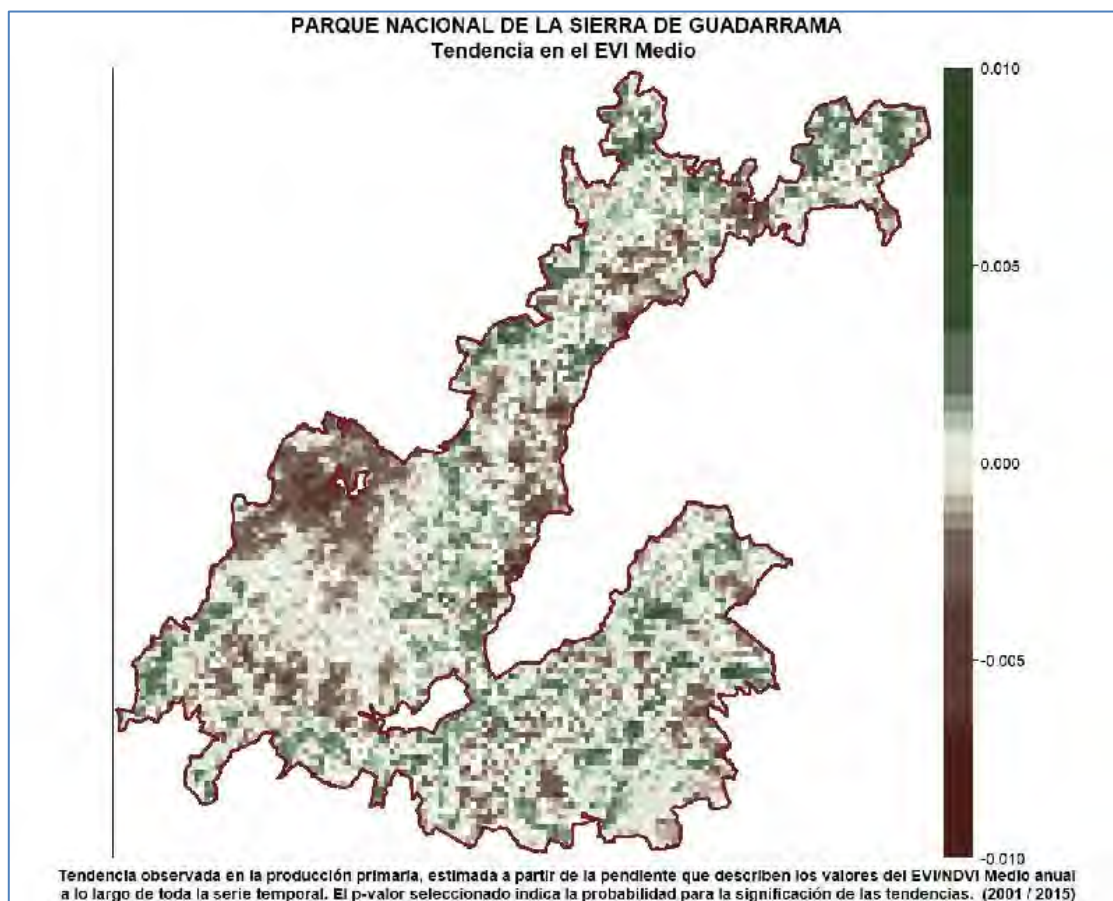 PARQUE NACIONAL DE LA SIERRA DE GUADARRAMA
Tendencia en el EVI Medio
0.010
0.005
0.000
-0.005
-0.010
Tendencia observada en la producción primaria, estimada a partir de la pendiente que describen los valores del EVI/NDVI Medio anual
a lo largo de toda la serie temporal. El p-valor seleccionado indica la probabilidad para la significación de las tendencias. (2001 / 2015)